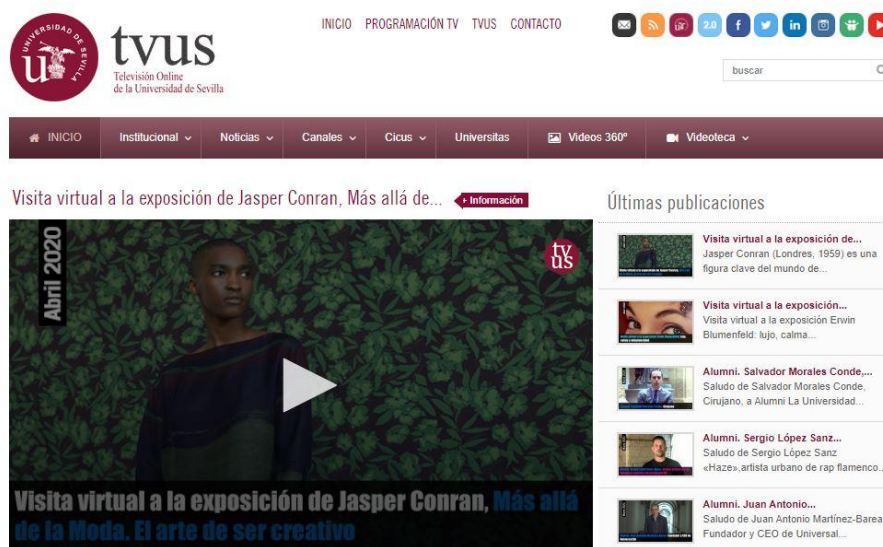 UNIVERSIDAD DE SEVILLA
tvus
Televisión Online
de la Universidad de Sevilla
INICIO PROGRAMACIÓN TV TVUS CONTACTO
2.0
buscar
INICIO Institucional Noticias Canales Cicus Universitas Videos 360º Videoteca
Visita virtual a la exposición de Jasper Conran, Más allá de... + Información
Abril 2020
tv
us
Visita virtual a la exposición de Jasper Conran, Más allá
de la Moda. El arte de ser creativo
Últimas publicaciones
Visita virtual a la exposición de...
Jasper Conran (Londres, 1959) es una
figura clave del mundo de...
Visita virtual a la exposición...
Visita virtual a la exposición Erwin
Blumenfeld: lujo, calma...
Alumni. Salvador Morales Conde,...
Saludo de Salvador Morales Conde,
Cirujano, a Alumni La Universidad...
Alumni. Sergio López Sanz...
Saludo de Sergio López Sanz
«Haze»,artista urbano de rap flamenco...
Alumni. Juan Antonio...
Saludo de Juan Antonio Martínez-Barea
Fundador y CEO de Universal...